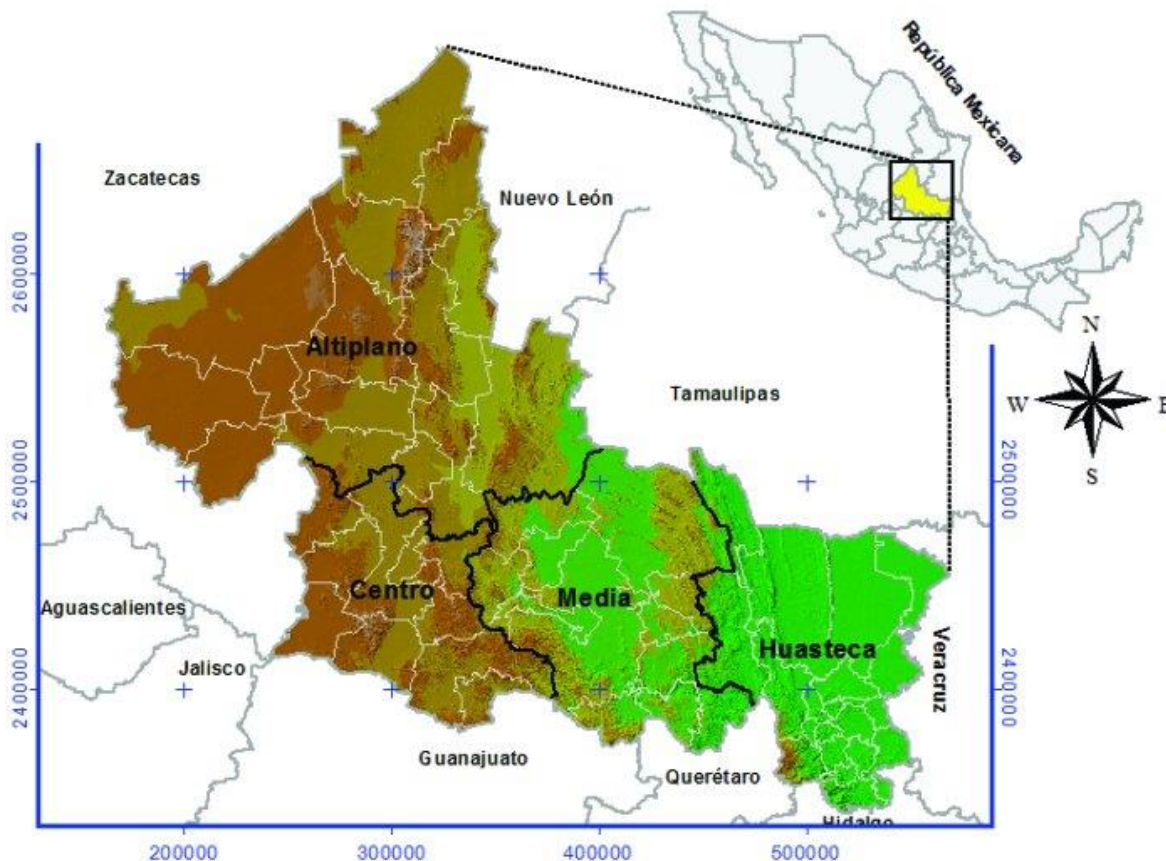 República Mexicana
Zacatecas
Nuevo León
N
W
E
S
2600000
Altiplano
Tamaulipas
2500000
2500000
Centro
Media
Huasteca
Aguascalientes
Jalisco
Veracruz
2400000
2400000
Guanajuato
Querétaro
Hidalgo
200000
300000
400000
500000